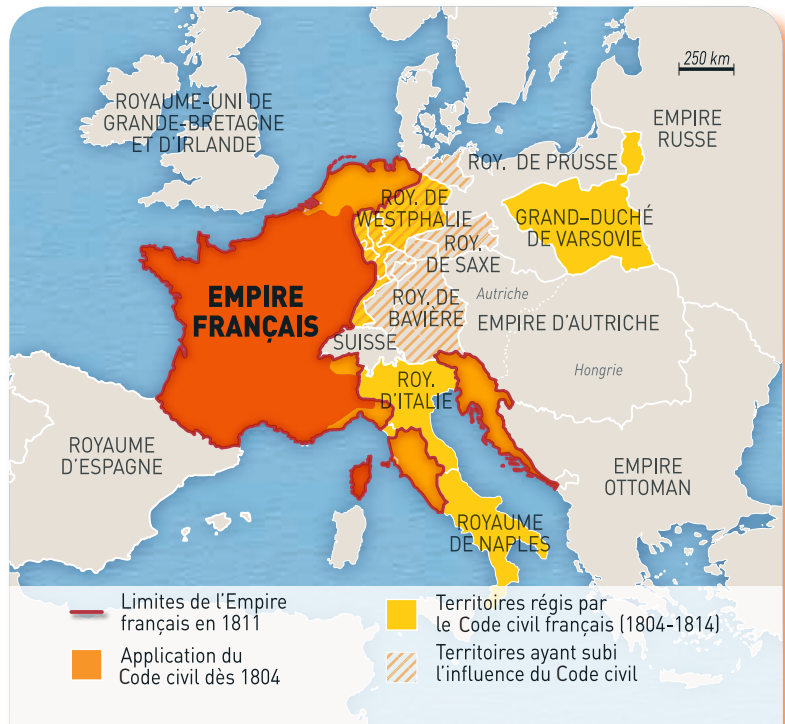 250 km
ROYAUME-UNI DE
GRANDE-BRETAGNE
ET D'IRLANDE
EMPIRE
RUSSE
ROY. DE PRUSSE
ROY. DE
WESTPHALIE
GRAND–DUCHÉ
DE VARSOVIE
ROY.
DE SAXE
EMPIRE
FRANÇAIS
ROY. DE
BAVIÈRE
Autriche
EMPIRE D'AUTRICHE
SUISSE
Hongrie
ROY.
D'ITALIE
ROYAUME
D'ESPAGNE
EMPIRE
OTTOMAN
ROYAUME
DE NAPLES
Limites de l'Empire
français en 1811
Application du
Code civil dès 1804
Territoires régis par
le Code civil français (1804-1814)
Territoires ayant subi
l'influence du Code civil